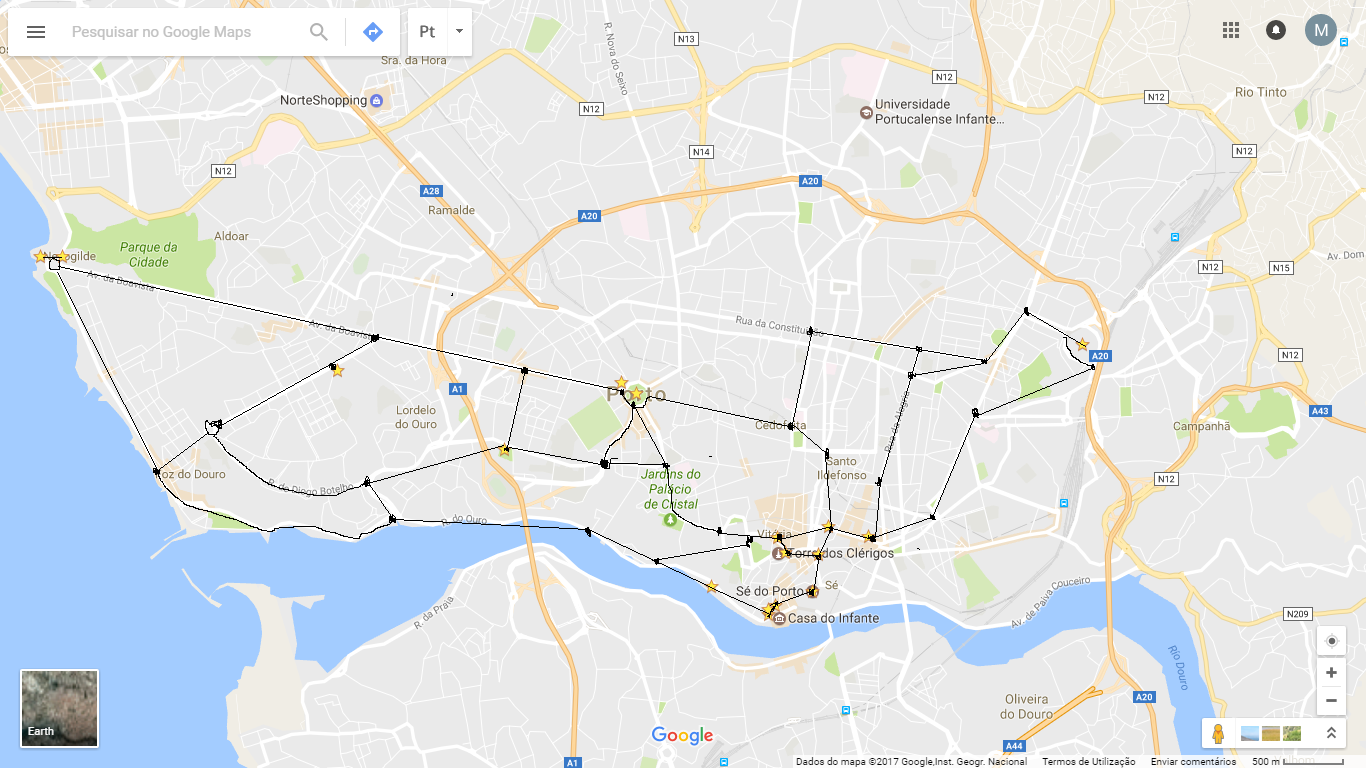 Pesquisar no Google Maps
Pt
M
N13
Sra. da Hora
R. Nova do Seixo
N12
NorteShopping
N12
N12
Rio Tinto
Universidade
Portucalense Infante...
N14
N12
N12
A20
A28
Ramalde
A20
Aldoar
Parque da
Cidade
Av. da Boavista
N12
N15
Av. Dom
Av. da Boavista
Rua da Constituição
A20
N12
A1
Porto
Lordelo
do Ouro
Cedofeita
Rua da Alegria
A43
Campanhã
Santo
Ildefonso
Foz do Douro
R. de Diogo Botelho
Jardins do
Palácio
de Cristal
N12
R. do Ouro
Vitória
Torre dos Clérigos
Sé do Porto
Sé
Casa do Infante
Av. de Paiva Couceiro
R. da Praia
N209
Rio Douro
Oliveira
do Douro
A20
Earth
Google
A44
A1
Dados do mapa ©2017 Google,Inst. Geogr. Nacional
Termos de Utilização
Enviar comentários
500 m